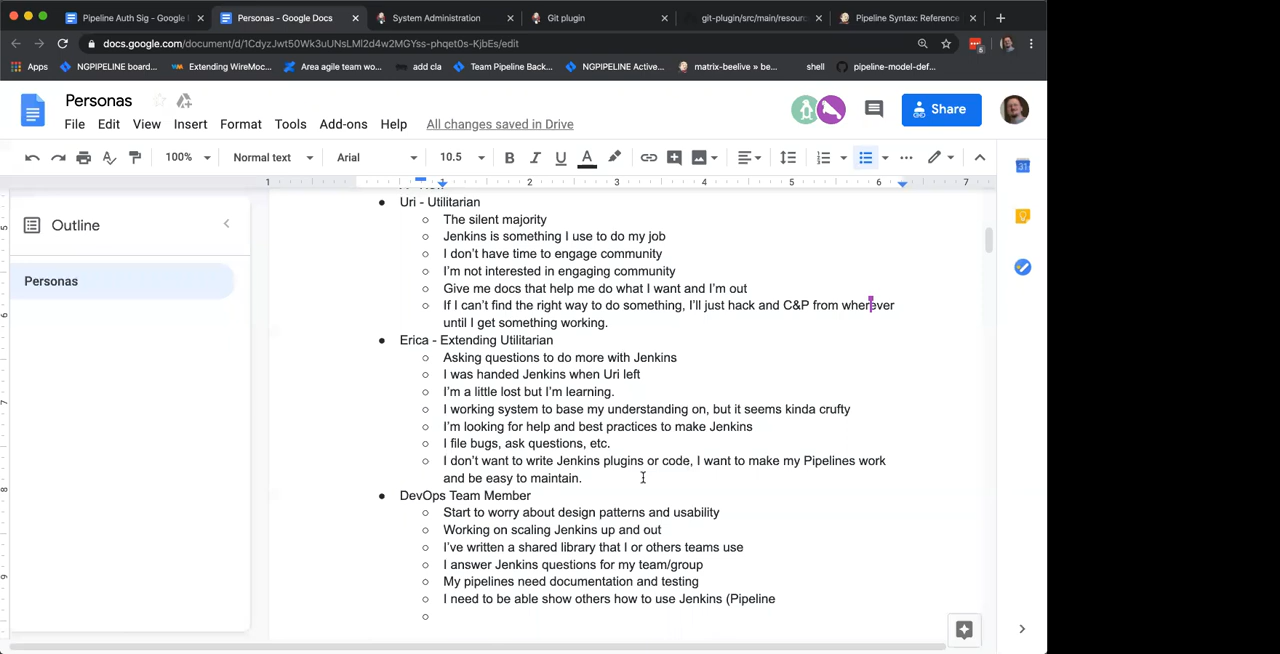 Pipeline Auth Sig - Google
Personas - Google Docs
System Administration
Git plugin
git-plugin/src/main/resourc
Pipeline Syntax: Reference
docs.google.com/document/d/1CdyzJwt50Wk3uUNsLMI2d4w2MGYss-phqet0s-KjbEs/edit
Apps
NGPIPELINE board...
Extending WireMoc...
Area agile team wo...
add cla
Team Pipeline Back...
NGPIPELINE Active...
matrix-beelive » be...
shell
pipeline-model-def...
Personas
Share
File Edit View Insert Format Tools Add-ons Help All changes saved in Drive
100% Normal text Arial 10.5 B I U A
1 1 2 3 4 5 6 7
Outline
Personas
Uri - Utilitarian
The silent majority
Jenkins is something I use to do my job
I don't have time to engage community
I'm not interested in engaging community
Give me docs that help me do what I want and I'm out
If I can't find the right way to do something, I'll just hack and C&P from wherever
until I get something working.
Erica - Extending Utilitarian
Asking questions to do more with Jenkins
I was handed Jenkins when Uri left
I'm a little lost but I'm learning.
I working system to base my understanding on, but it seems kinda crufty
I'm looking for help and best practices to make Jenkins
I file bugs, ask questions, etc.
I don't want to write Jenkins plugins or code, I want to make my Pipelines work
and be easy to maintain.
DevOps Team Member
Start to worry about design patterns and usability
Working on scaling Jenkins up and out
I've written a shared library that I or others teams use
I answer Jenkins questions for my team/group
My pipelines need documentation and testing
I need to be able show others how to use Jenkins (Pipeline